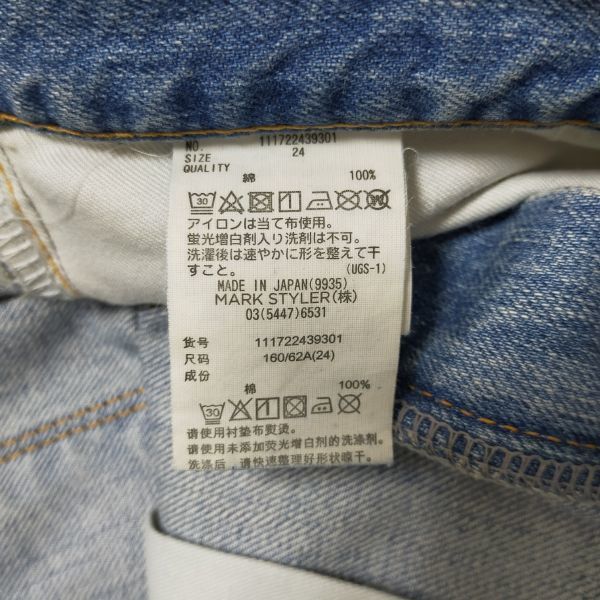 NO. 111722439301
SIZE 24
QUALITY
綿 100%
30
アイロンは当て布使用。
蛍光増白剤入り洗剤は不可。
洗濯後は速やかに形を整えて干
すこと。 (UGS-1)
MADE IN JAPAN(9935)
MARK STYLER(株)
03(5447)6531
货号 111722439301
尺码 160/62A(24)
成份
棉 100%
30
请使用衬垫布熨烫。
请使用未添加荧光增白剂的洗涤剂。
洗涤后，请快速整理好形状晾干。